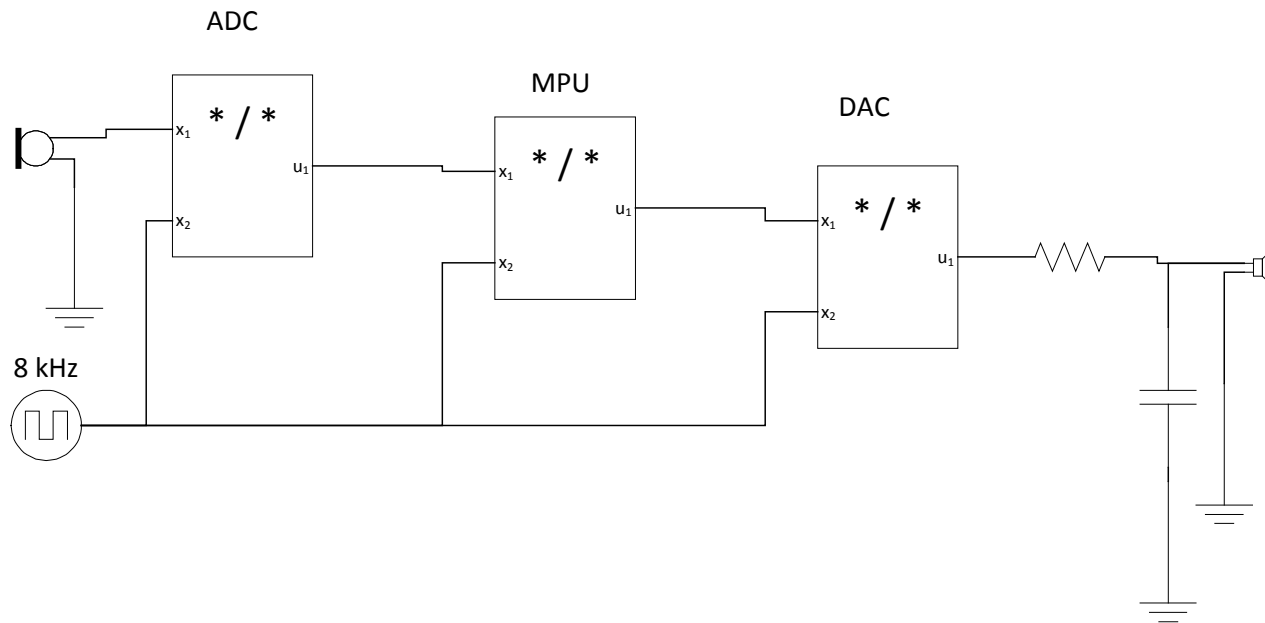 ADC
* / *
x₁
u₁
x₂
MPU
* / *
x₁
u₁
x₂
DAC
* / *
x₁
u₁
x₂
8 kHz